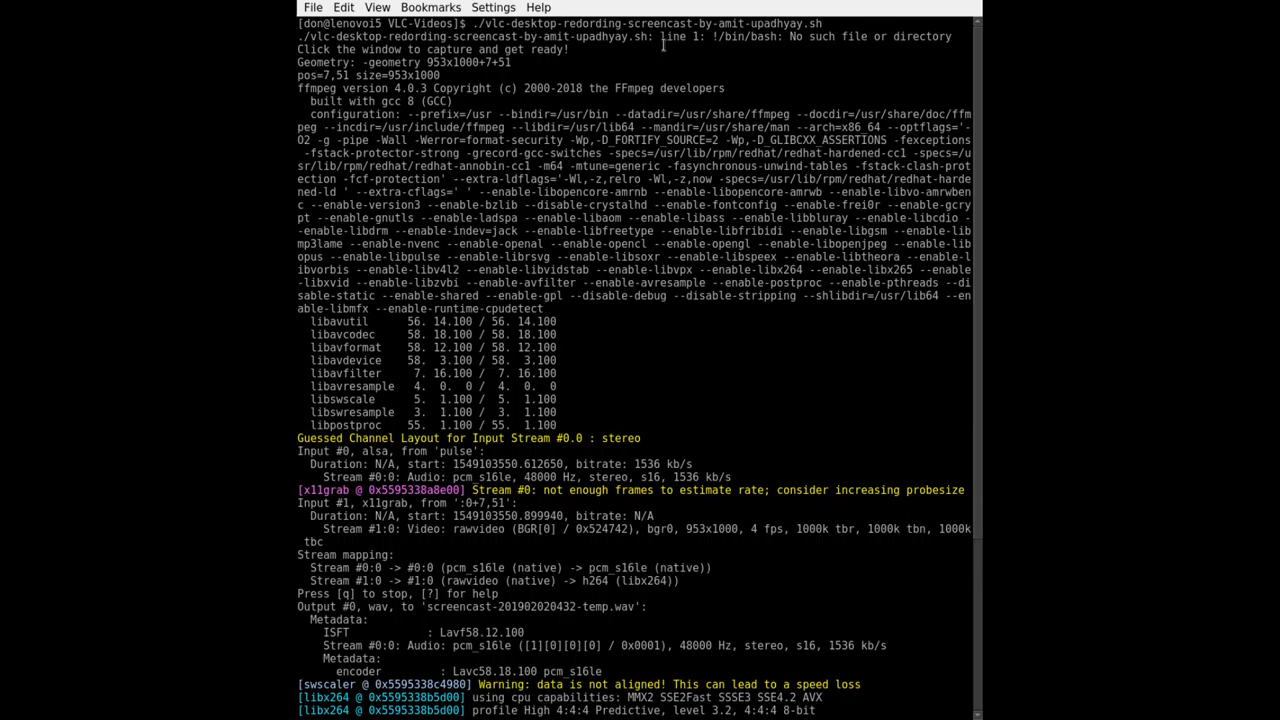 File Edit View Bookmarks Settings Help
[don@lenovoi5 VLC-Videos]$ ./vlc-desktop-redording-screencast-by-amit-upadhyay.sh
./vlc-desktop-redording-screencast-by-amit-upadhyay.sh: line 1: !/bin/bash: No such file or directory
Click the window to capture and get ready!
Geometry: -geometry 953x1000+7+51
pos=7,51 size=953x1000
ffmpeg version 4.0.3 Copyright (c) 2000-2018 the FFmpeg developers
  built with gcc 8 (GCC)
  configuration: --prefix=/usr --bindir=/usr/bin --datadir=/usr/share/ffmpeg --docdir=/usr/share/doc/ffm
peg --incdir=/usr/include/ffmpeg --libdir=/usr/lib64 --mandir=/usr/share/man --arch=x86_64 --optflags='-
O2 -g -pipe -Wall -Werror=format-security -Wp,-D_FORTIFY_SOURCE=2 -Wp,-D_GLIBCXX_ASSERTIONS -fexceptions
 -fstack-protector-strong -grecord-gcc-switches -specs=/usr/lib/rpm/redhat/redhat-hardened-cc1 -specs=/u
sr/lib/rpm/redhat/redhat-annobin-cc1 -m64 -mtune=generic -fasynchronous-unwind-tables -fstack-clash-prot
ection -fcf-protection' --extra-ldflags='-Wl,-z,relro -Wl,-z,now -specs=/usr/lib/rpm/redhat/redhat-harde
ned-ld ' --extra-cflags=' ' --enable-libopencore-amrnb --enable-libopencore-amrwb --enable-libvo-amrwben
c --enable-version3 --enable-bzlib --disable-crystalhd --enable-fontconfig --enable-frei0r --enable-gcry
pt --enable-gnutls --enable-ladspa --enable-libaom --enable-libass --enable-libbluray --enable-libcdio -
-enable-libdrm --enable-indev=jack --enable-libfreetype --enable-libfribidi --enable-libgsm --enable-lib
mp3lame --enable-nvenc --enable-openal --enable-opencl --enable-opengl --enable-libopenjpeg --enable-lib
opus --enable-libpulse --enable-librsvg --enable-libsoxr --enable-libspeex --enable-libtheora --enable-l
ibvorbis --enable-libv4l2 --enable-libvidstab --enable-libvpx --enable-libx264 --enable-libx265 --enable
-libxvid --enable-libzvbi --enable-avfilter --enable-avresample --enable-postproc --enable-pthreads --di
sable-static --enable-shared --enable-gpl --disable-debug --disable-stripping --shlibdir=/usr/lib64 --en
able-libmfx --enable-runtime-cpudetect
  libavutil      56. 14.100 / 56. 14.100
  libavcodec     58. 18.100 / 58. 18.100
  libavformat    58. 12.100 / 58. 12.100
  libavdevice    58.  3.100 / 58.  3.100
  libavfilter     7. 16.100 /  7. 16.100
  libavresample   4.  0.  0 /  4.  0.  0
  libswscale      5.  1.100 /  5.  1.100
  libswresample   3.  1.100 /  3.  1.100
  libpostproc    55.  1.100 / 55.  1.100
Guessed Channel Layout for Input Stream #0.0 : stereo
Input #0, alsa, from 'pulse':
  Duration: N/A, start: 1549103550.612650, bitrate: 1536 kb/s
    Stream #0:0: Audio: pcm_s16le, 48000 Hz, stereo, s16, 1536 kb/s
[x11grab @ 0x5595338a8e00] Stream #0: not enough frames to estimate rate; consider increasing probesize
Input #1, x11grab, from ':0+7,51':
  Duration: N/A, start: 1549103550.899940, bitrate: N/A
    Stream #1:0: Video: rawvideo (BGR[0] / 0x524742), bgr0, 953x1000, 4 fps, 1000k tbr, 1000k tbn, 1000k
 tbc
Stream mapping:
  Stream #0:0 -> #0:0 (pcm_s16le (native) -> pcm_s16le (native))
  Stream #1:0 -> #1:0 (rawvideo (native) -> h264 (libx264))
Press [q] to stop, [?] for help
Output #0, wav, to 'screencast-201902020432-temp.wav':
  Metadata:
    ISFT            : Lavf58.12.100
    Stream #0:0: Audio: pcm_s16le ([1][0][0][0] / 0x0001), 48000 Hz, stereo, s16, 1536 kb/s
    Metadata:
      encoder         : Lavc58.18.100 pcm_s16le
[swscaler @ 0x5595338c4980] Warning: data is not aligned! This can lead to a speed loss
[libx264 @ 0x5595338b5d00] using cpu capabilities: MMX2 SSE2Fast SSSE3 SSE4.2 AVX
[libx264 @ 0x5595338b5d00] profile High 4:4:4 Predictive, level 3.2, 4:4:4 8-bit